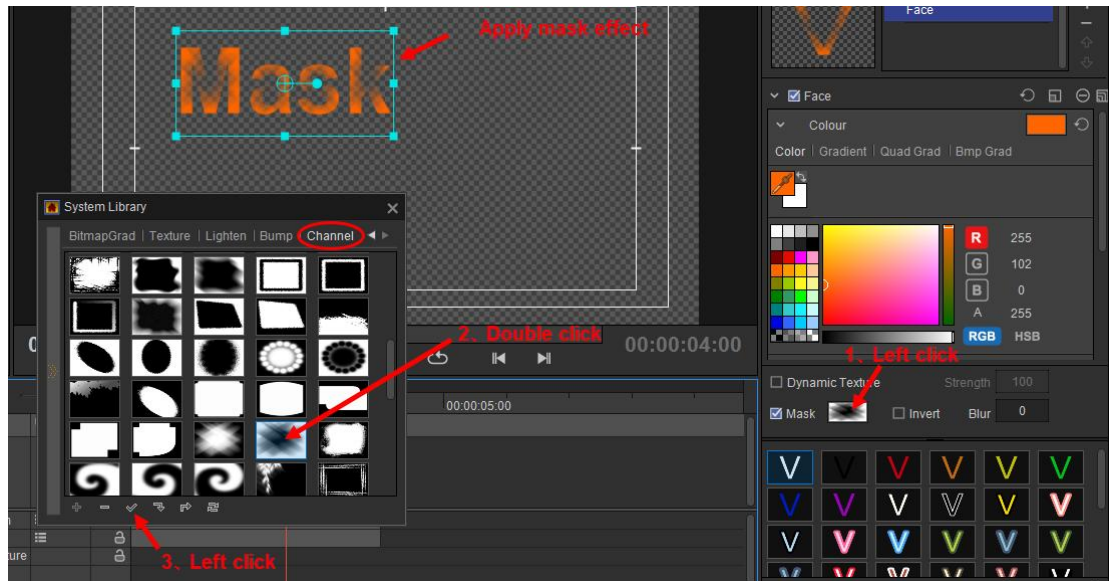 Face
Apply mask effect
Mask
Face
Colour
Color | Gradient | Quad Grad | Bmp Grad
R 255
G 102
B 0
A 255
RGB HSB
System Library
BitmapGrad | Texture | Lighten | Bump | Channel
2、Double click
00:00:04:00
1、Left click
00:00:05:00
Dynamic Texture Strength 100
Mask Invert Blur 0
3、Left click